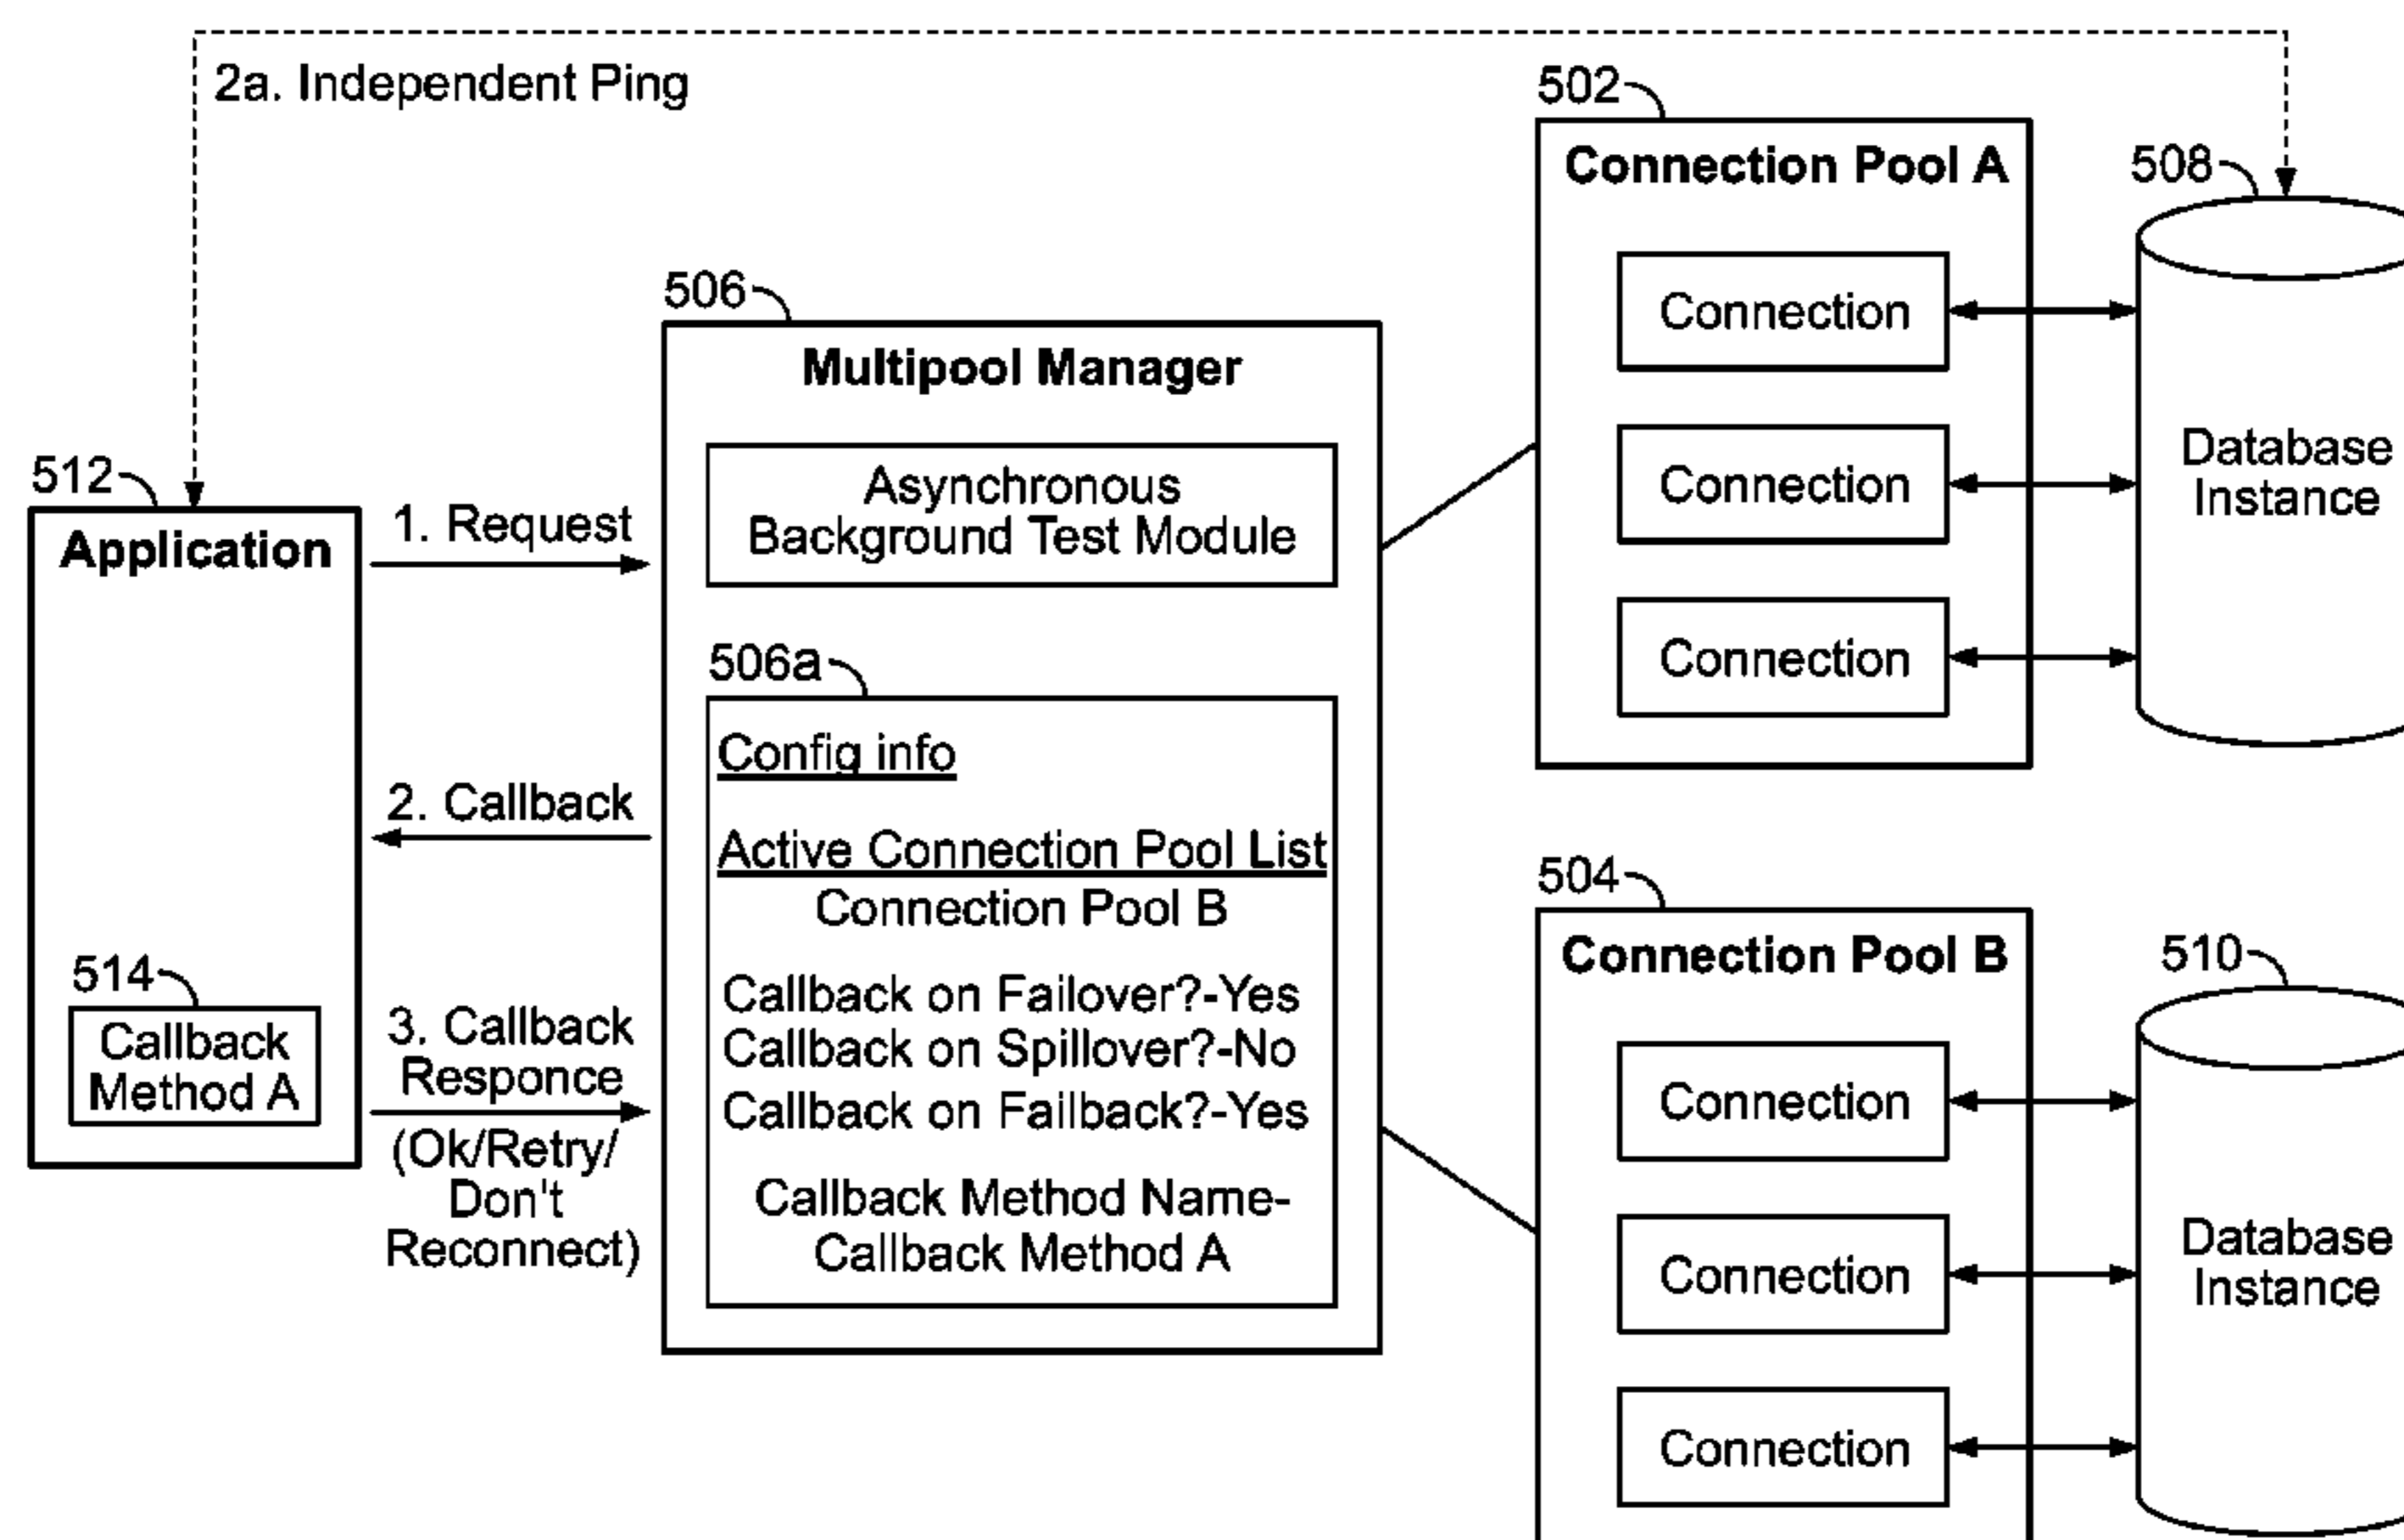 2a. Independent Ping
502
Connection Pool A
508
Connection
Connection
Connection
Database
Instance
506
Multipool Manager
Asynchronous
Background Test Module
506a
Config info
Active Connection Pool List
Connection Pool B
Callback on Failover?-Yes
Callback on Spillover?-No
Callback on Failback?-Yes
Callback Method Name-
Callback Method A
512
Application
514
Callback
Method A
1. Request
2. Callback
3. Callback
Responce
(Ok/Retry/
Don't
Reconnect)
504
Connection Pool B
510
Connection
Connection
Connection
Database
Instance